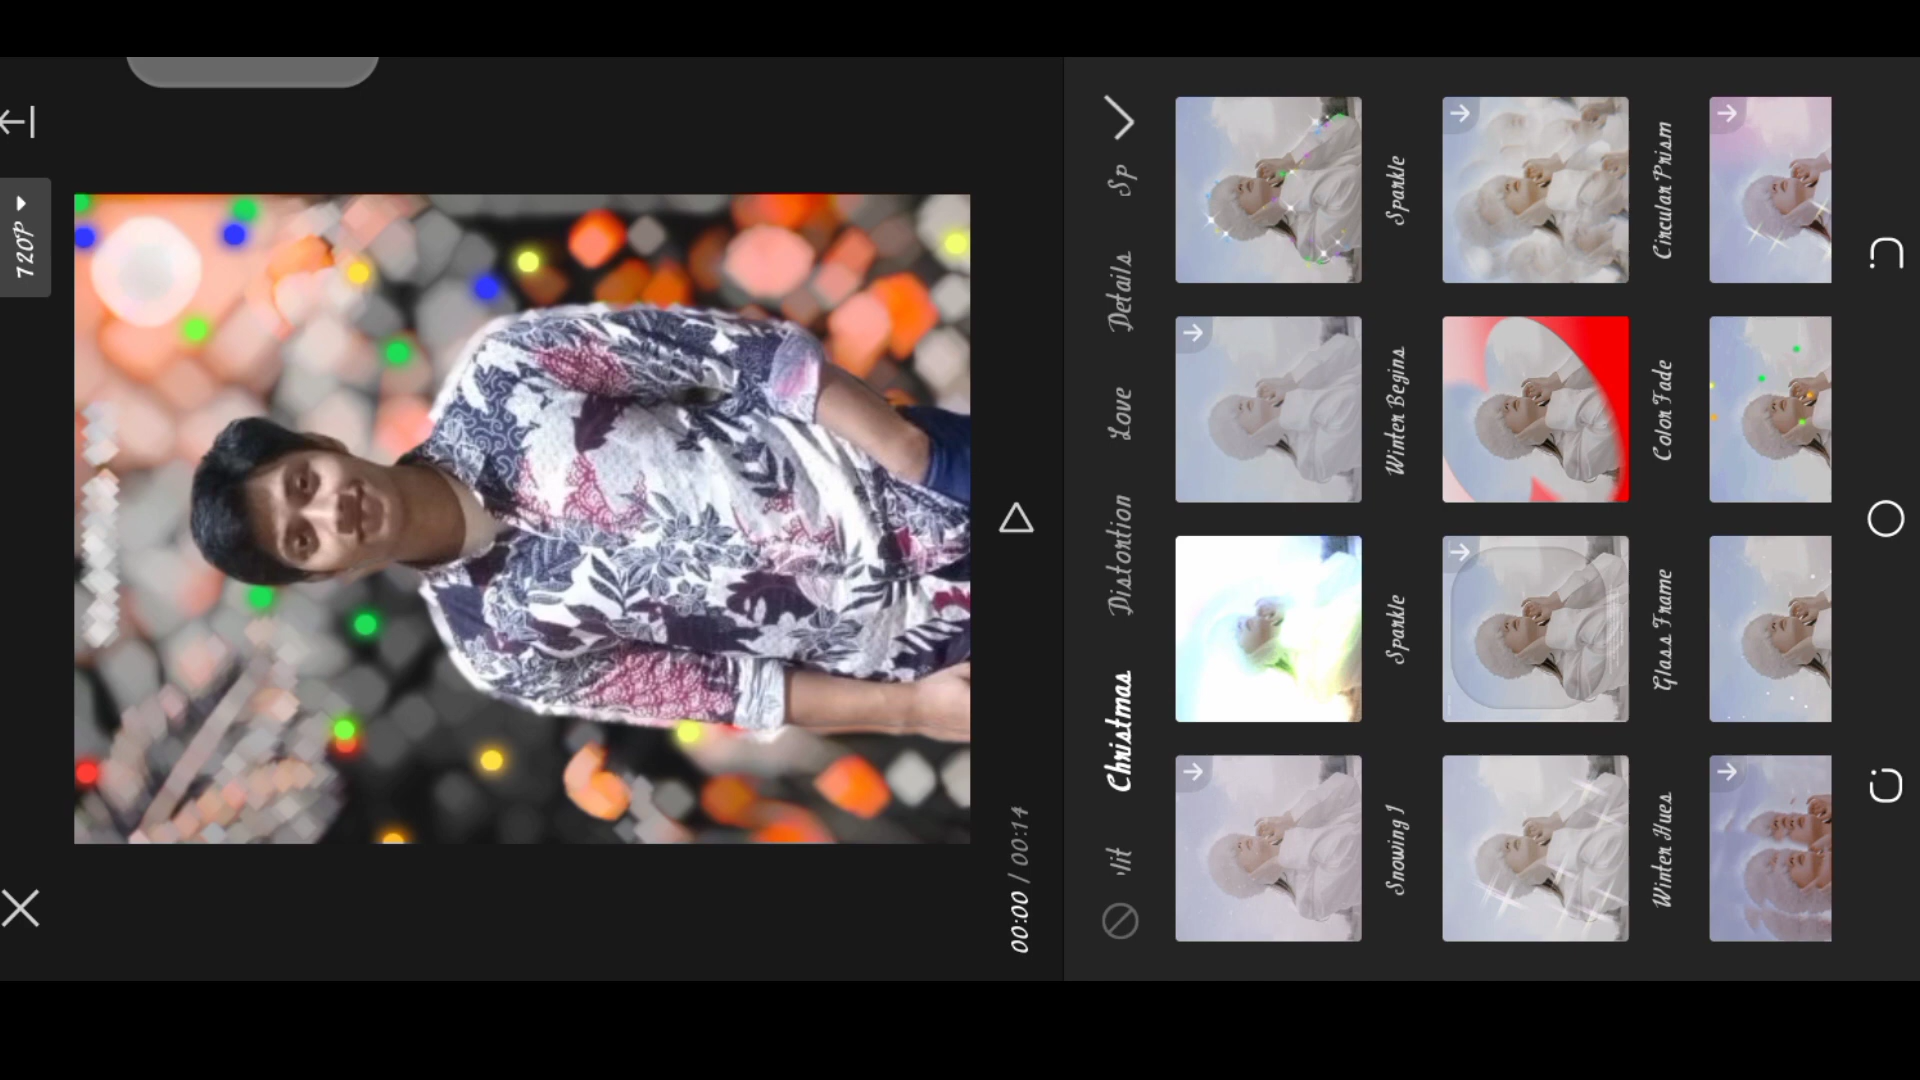 720P
00:00 / 00:14
Christmas Distortion Love Details Sp
Snowing 1 Sparkle Winter Begins Sparkle
Winter Hues Glass Frame Color Fade Circular Prism